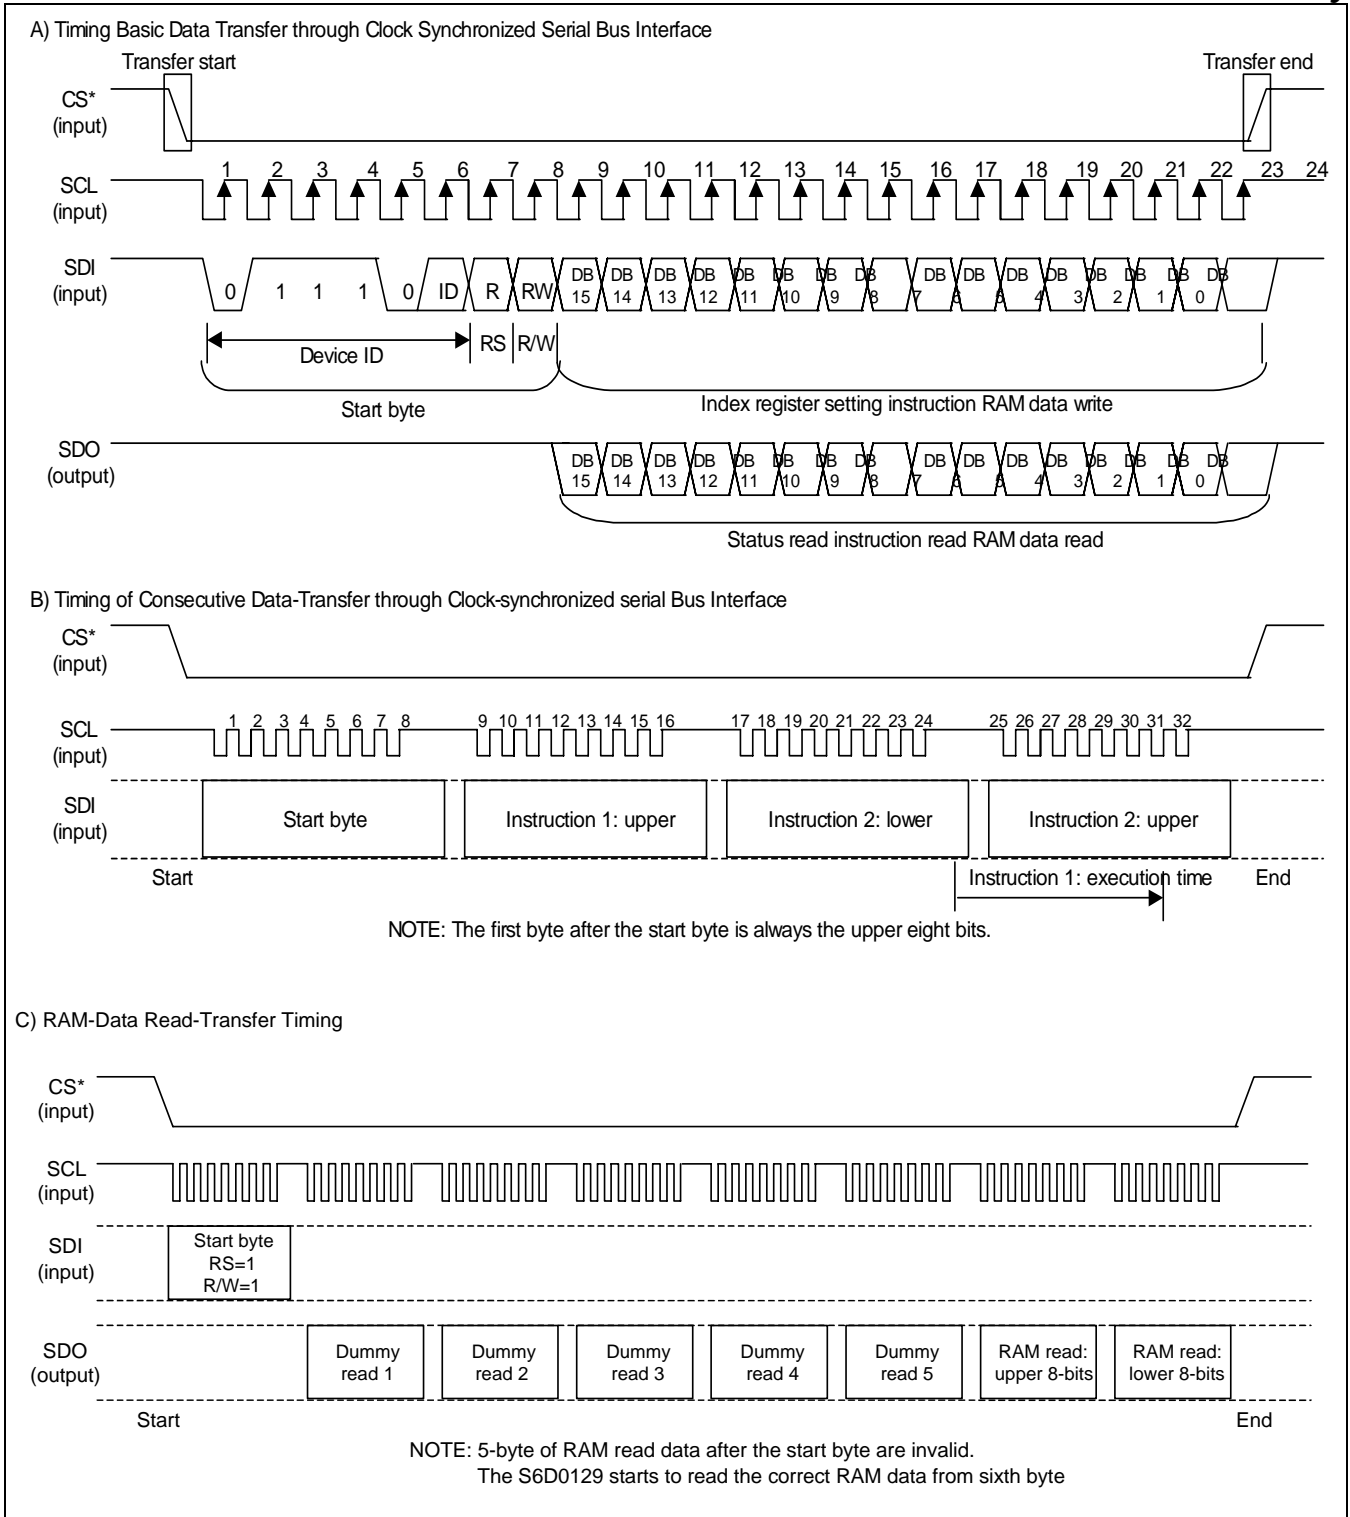 A) Timing Basic Data Transfer through Clock Synchronized Serial Bus Interface
Transfer start
Transfer end
CS*
(input)
1 2 3 4 5 6 7 8 9 10 11 12 13 14 15 16 17 18 19 20 21 22 23 24
SCL
(input)
SDI
(input)
0 1 1 1 0 ID R RW
DB DB DB DB DB DB DB DB DB DB DB DB DB DB DB DB
15 14 13 12 11 10 9 8 7 6 5 4 3 2 1 0
Device ID
RS R/W
Start byte
Index register setting instruction RAM data write
SDO
(output)
DB DB DB DB DB DB DB DB DB DB DB DB DB DB DB DB
15 14 13 12 11 10 9 8 7 6 5 4 3 2 1 0
Status read instruction read RAM data read
B) Timing of Consecutive Data-Transfer through Clock-synchronized serial Bus Interface
CS*
(input)
SCL
(input)
1 2 3 4 5 6 7 8 9 10 11 12 13 14 15 16 17 18 19 20 21 22 23 24 25 26 27 28 29 30 31 32
SDI
(input)
Start byte
Instruction 1: upper
Instruction 2: lower
Instruction 2: upper
Start
Instruction 1: execution time
End
NOTE: The first byte after the start byte is always the upper eight bits.
C) RAM-Data Read-Transfer Timing
CS*
(input)
SCL
(input)
SDI
(input)
Start byte
RS=1
R/W=1
SDO
(output)
Dummy
read 1
Dummy
read 2
Dummy
read 3
Dummy
read 4
Dummy
read 5
RAM read:
upper 8-bits
RAM read:
lower 8-bits
Start
End
NOTE: 5-byte of RAM read data after the start byte are invalid.
The S6D0129 starts to read the correct RAM data from sixth byte